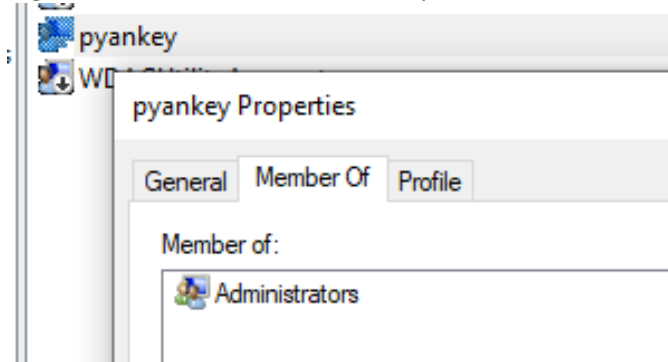 pyankey
pyankey Properties
General Member Of Profile
Member of:
Administrators